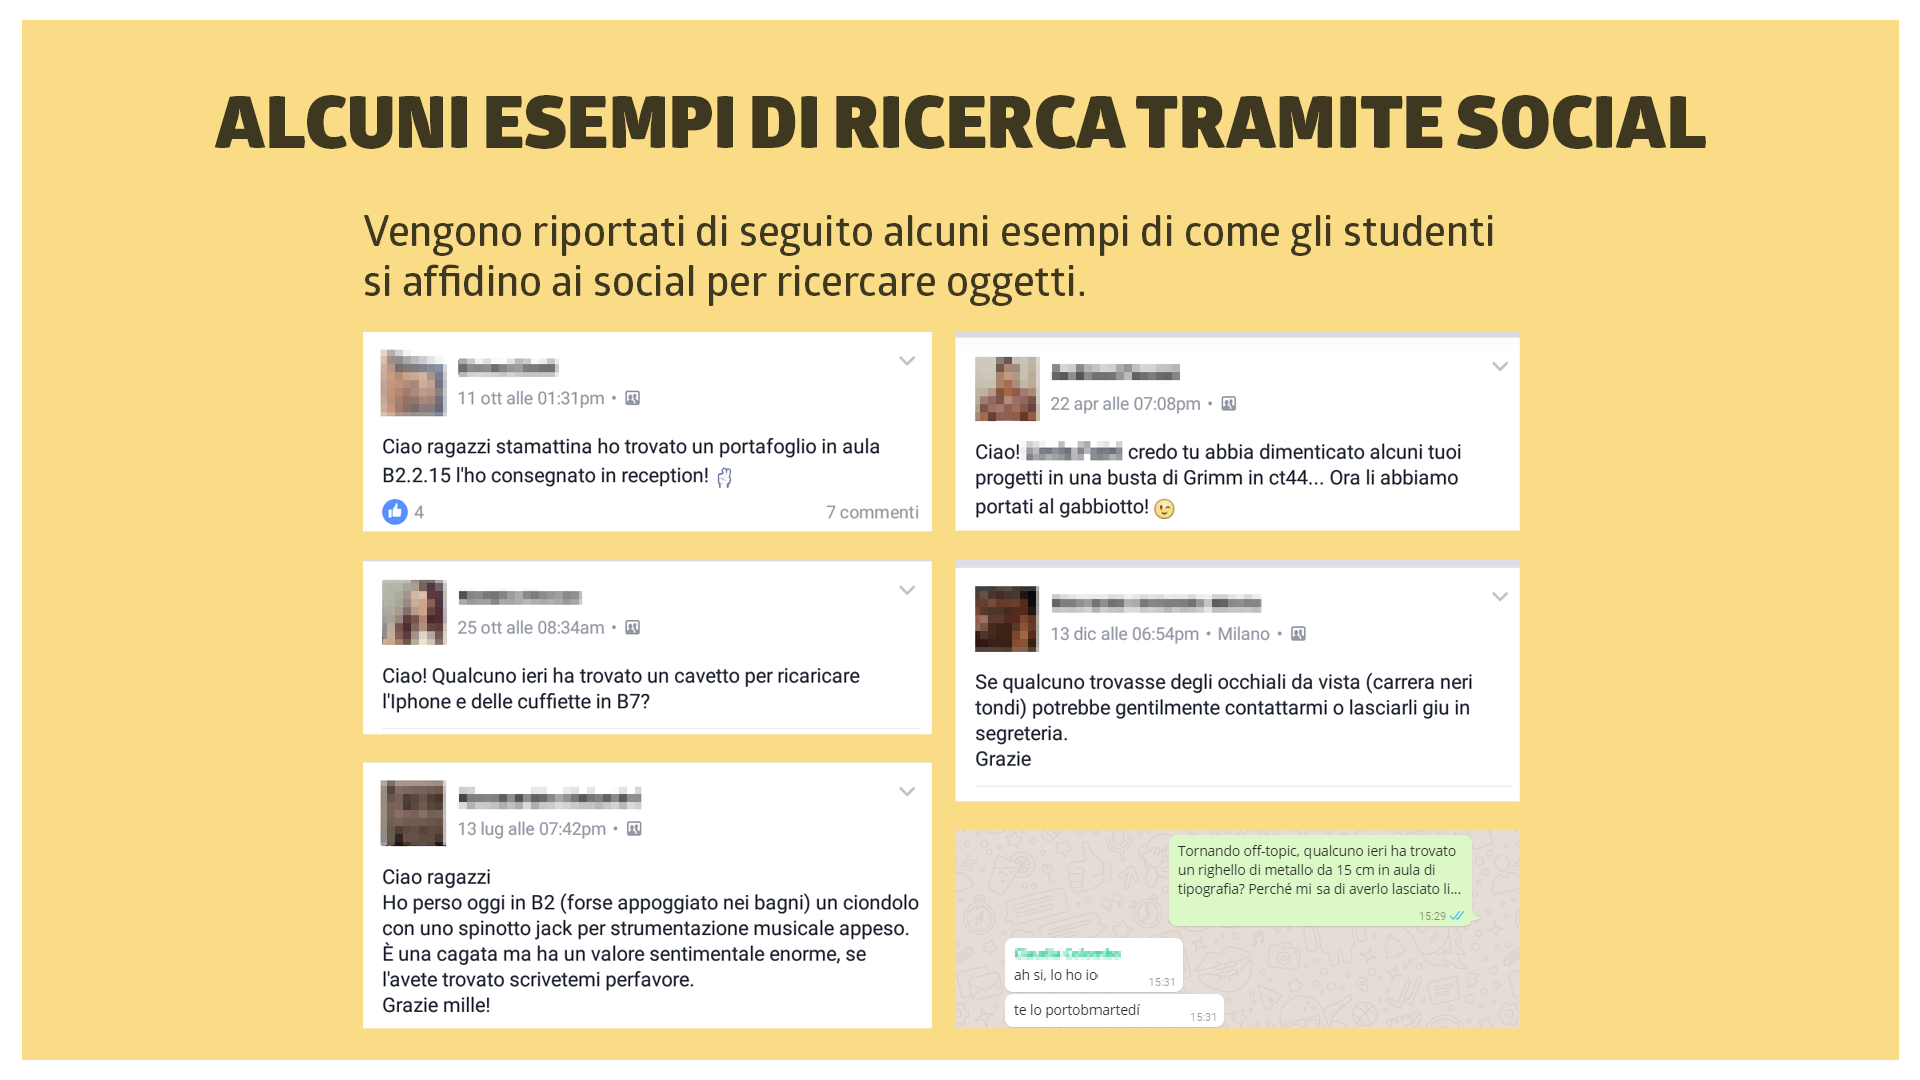 ALCUNI ESEMPI DI RICERCA TRAMITE SOCIAL
Vengono riportati di seguito alcuni esempi di come gli studenti
si affidino ai social per ricercare oggetti.
11 ott alle 01:31pm •
Ciao ragazzi stamattina ho trovato un portafoglio in aula
B2.2.15 l'ho consegnato in reception! ✌
4
7 commenti
25 ott alle 08:34am •
Ciao! Qualcuno ieri ha trovato un cavetto per ricaricare
l'Iphone e delle cuffiette in B7?
13 lug alle 07:42pm •
Ciao ragazzi
Ho perso oggi in B2 (forse appoggiato nei bagni) un ciondolo
con uno spinotto jack per strumentazione musicale appeso.
È una cagata ma ha un valore sentimentale enorme, se
l'avete trovato scrivetemi perfavore.
Grazie mille!
22 apr alle 07:08pm •
Ciao! credo tu abbia dimenticato alcuni tuoi
progetti in una busta di Grimm in ct44... Ora li abbiamo
portati al gabbiotto! 😉
13 dic alle 06:54pm • Milano •
Se qualcuno trovasse degli occhiali da vista (carrera neri
tondi) potrebbe gentilmente contattarmi o lasciarli giu in
segreteria.
Grazie
Tornando off-topic, qualcuno ieri ha trovato
un righello di metallo da 15 cm in aula di
tipografia? Perché mi sa di averlo lasciato lì...
15:29
ah si, lo ho io
15:31
te lo portobmartedí
15:31